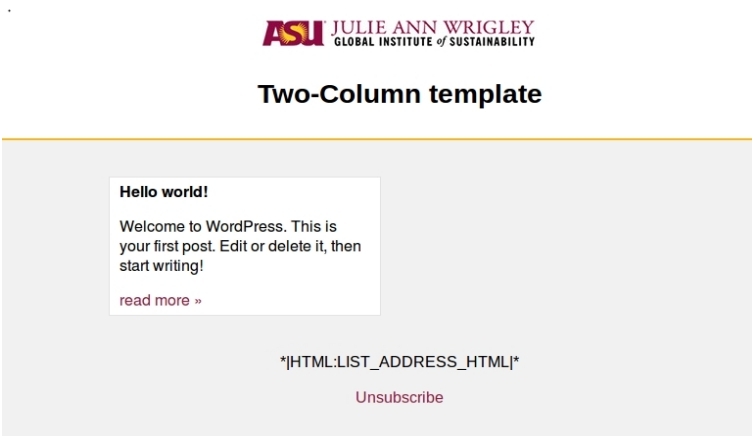 .
ASU JULIE ANN WRIGLEY
GLOBAL INSTITUTE of SUSTAINABILITY
Two-Column template
Hello world!
Welcome to WordPress. This is
your first post. Edit or delete it, then
start writing!
read more »
*|HTML:LIST_ADDRESS_HTML|*
Unsubscribe